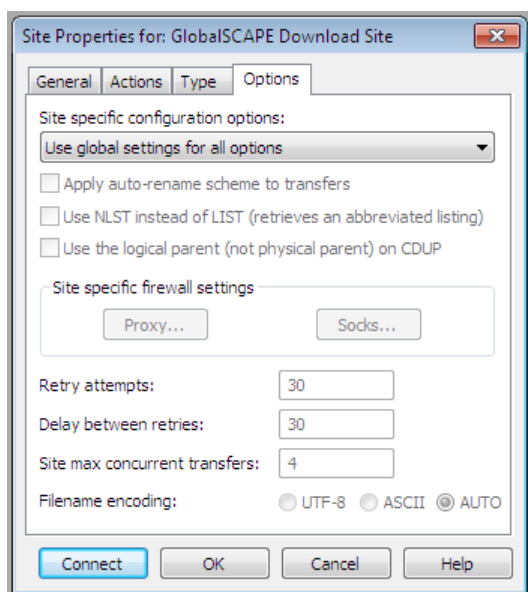 Site Properties for: GlobalSCAPE Download Site
General Actions Type Options
Site specific configuration options:
Use global settings for all options
Apply auto-rename scheme to transfers
Use NLST instead of LIST (retrieves an abbreviated listing)
Use the logical parent (not physical parent) on CDUP
Site specific firewall settings
Proxy... Socks...
Retry attempts: 30
Delay between retries: 30
Site max concurrent transfers: 4
Filename encoding: UTF-8 ASCII AUTO
Connect OK Cancel Help